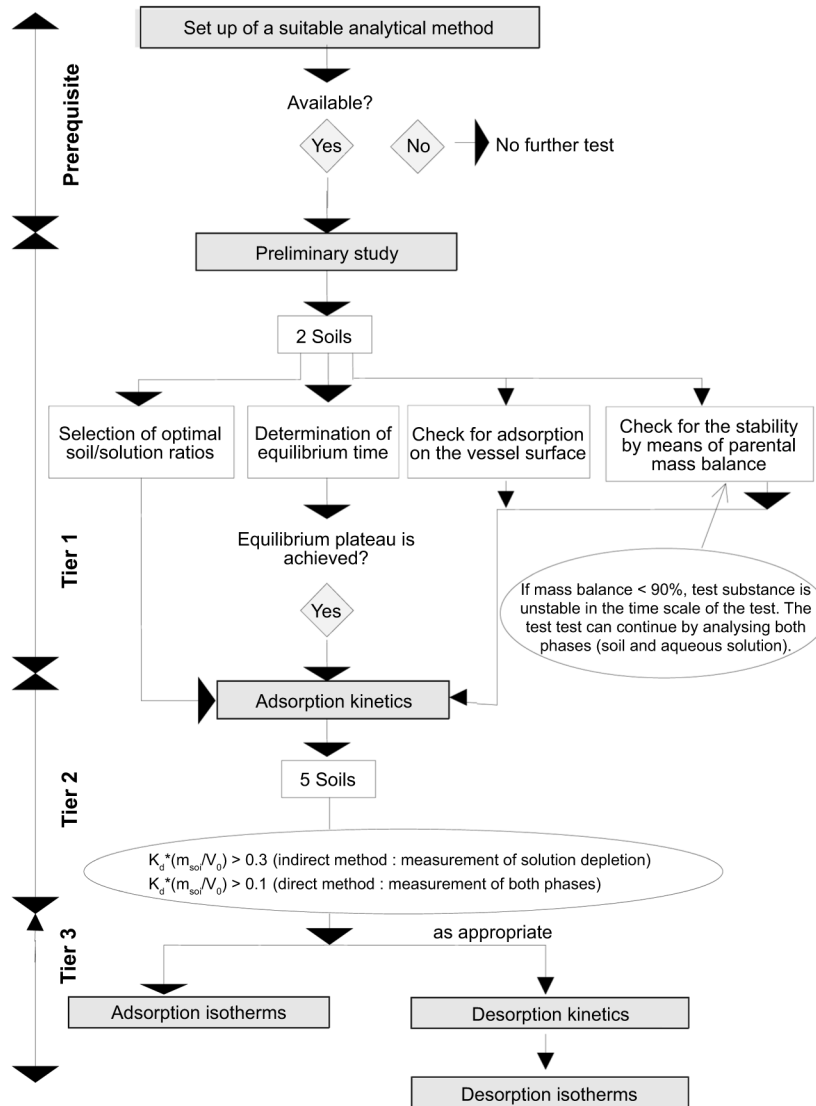 Set up of a suitable analytical method
Available?
Yes
No
No further test
Prerequisite
Preliminary study
2 Soils
Selection of optimal
soil/solution ratios
Determination of
equilibrium time
Check for adsorption
on the vessel surface
Check for the stability
by means of parental
mass balance
Equilibrium plateau is
achieved?
Yes
If mass balance < 90%, test substance is
unstable in the time scale of the test. The
test test can continue by analysing both
phases (soil and aqueous solution).
Tier 1
Adsorption kinetics
5 Soils
Tier 2
K_d*(m_soi/V_0) > 0.3 (indirect method : measurement of solution depletion)
K_d*(m_soi/V_0) > 0.1 (direct method : measurement of both phases)
Tier 3
as appropriate
Adsorption isotherms
Desorption kinetics
Desorption isotherms